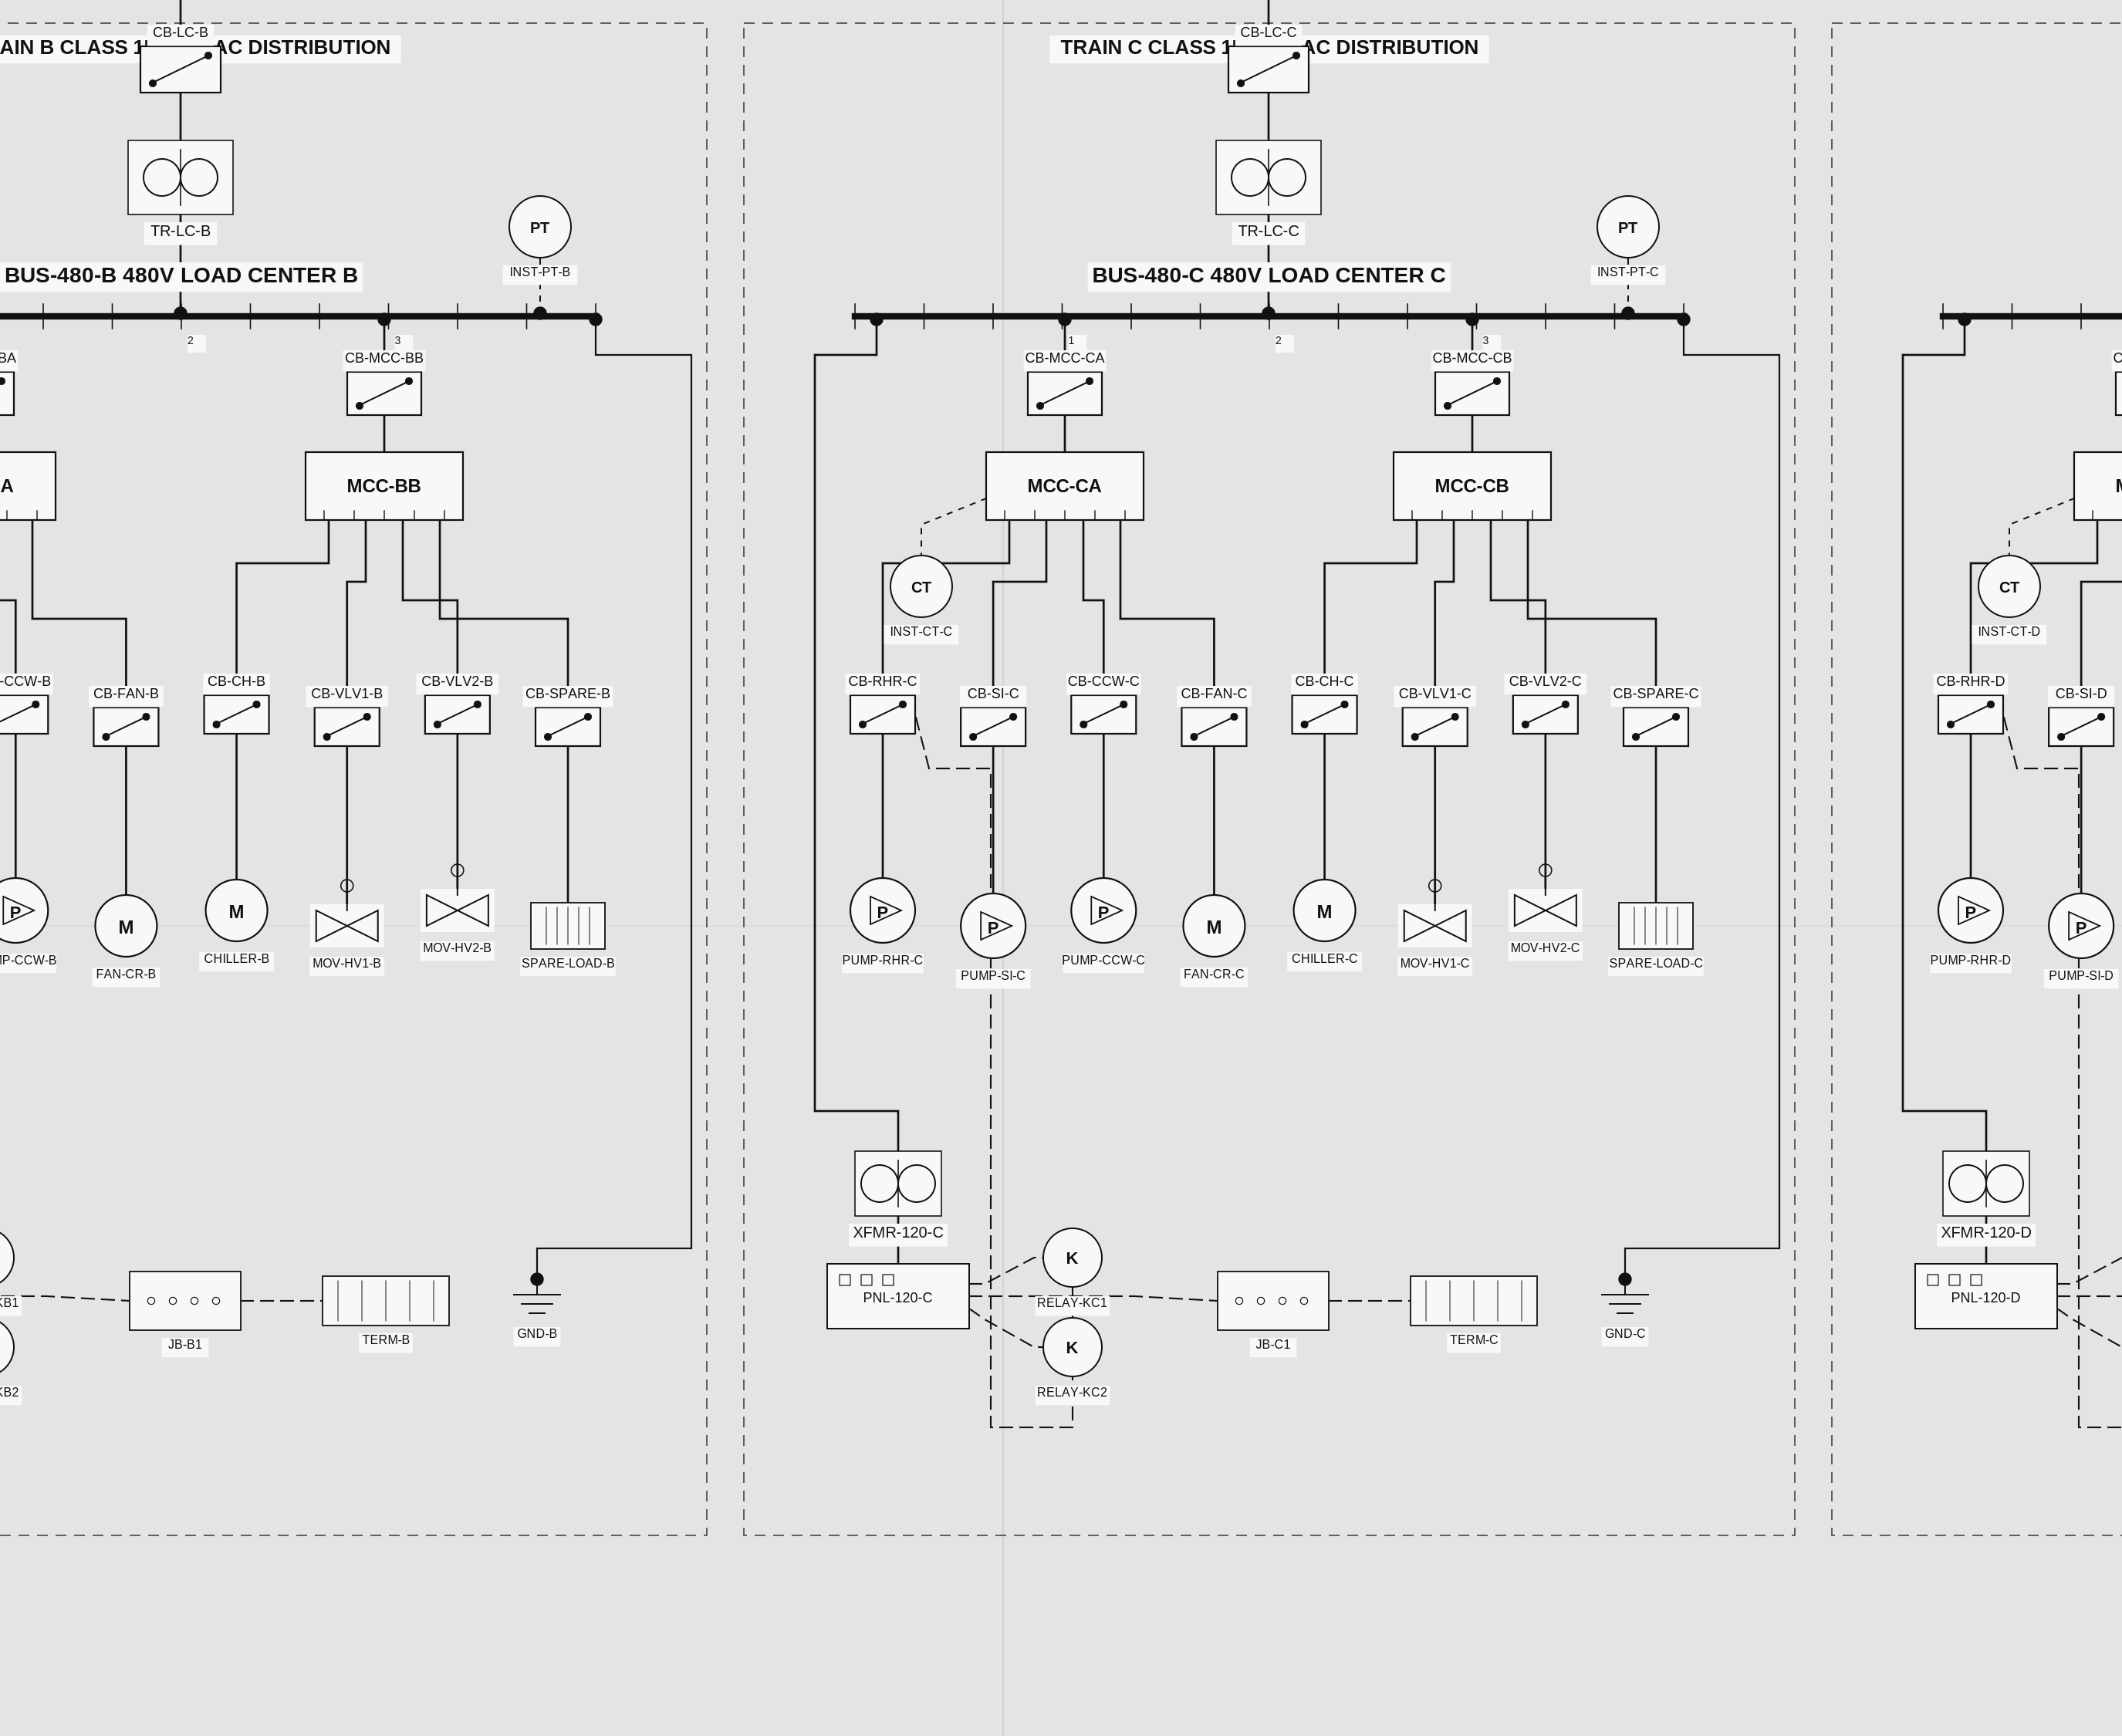 CB-LC-B
AIN B CLASS 1 AC DISTRIBUTION
TR-LC-B
PT
INST-PT-B
BUS-480-B 480V LOAD CENTER B
2
3
BA
CB-MCC-BB
A
MCC-BB
-CCW-B
CB-FAN-B
CB-CH-B
CB-VLV1-B
CB-VLV2-B
CB-SPARE-B
P
M
M
MP-CCW-B
FAN-CR-B
CHILLER-B
MOV-HV1-B
MOV-HV2-B
SPARE-LOAD-B
KB1
KB2
JB-B1
TERM-B
GND-B
CB-LC-C
TRAIN C CLASS 1 AC DISTRIBUTION
TR-LC-C
PT
INST-PT-C
BUS-480-C 480V LOAD CENTER C
1
2
3
CB-MCC-CA
CB-MCC-CB
MCC-CA
MCC-CB
CT
INST-CT-C
CB-RHR-C
CB-SI-C
CB-CCW-C
CB-FAN-C
CB-CH-C
CB-VLV1-C
CB-VLV2-C
CB-SPARE-C
P
P
P
M
M
PUMP-RHR-C
PUMP-SI-C
PUMP-CCW-C
FAN-CR-C
CHILLER-C
MOV-HV1-C
MOV-HV2-C
SPARE-LOAD-C
XFMR-120-C
PNL-120-C
K
RELAY-KC1
K
RELAY-KC2
JB-C1
TERM-C
GND-C
C
M
CT
INST-CT-D
CB-RHR-D
CB-SI-D
P
P
PUMP-RHR-D
PUMP-SI-D
XFMR-120-D
PNL-120-D